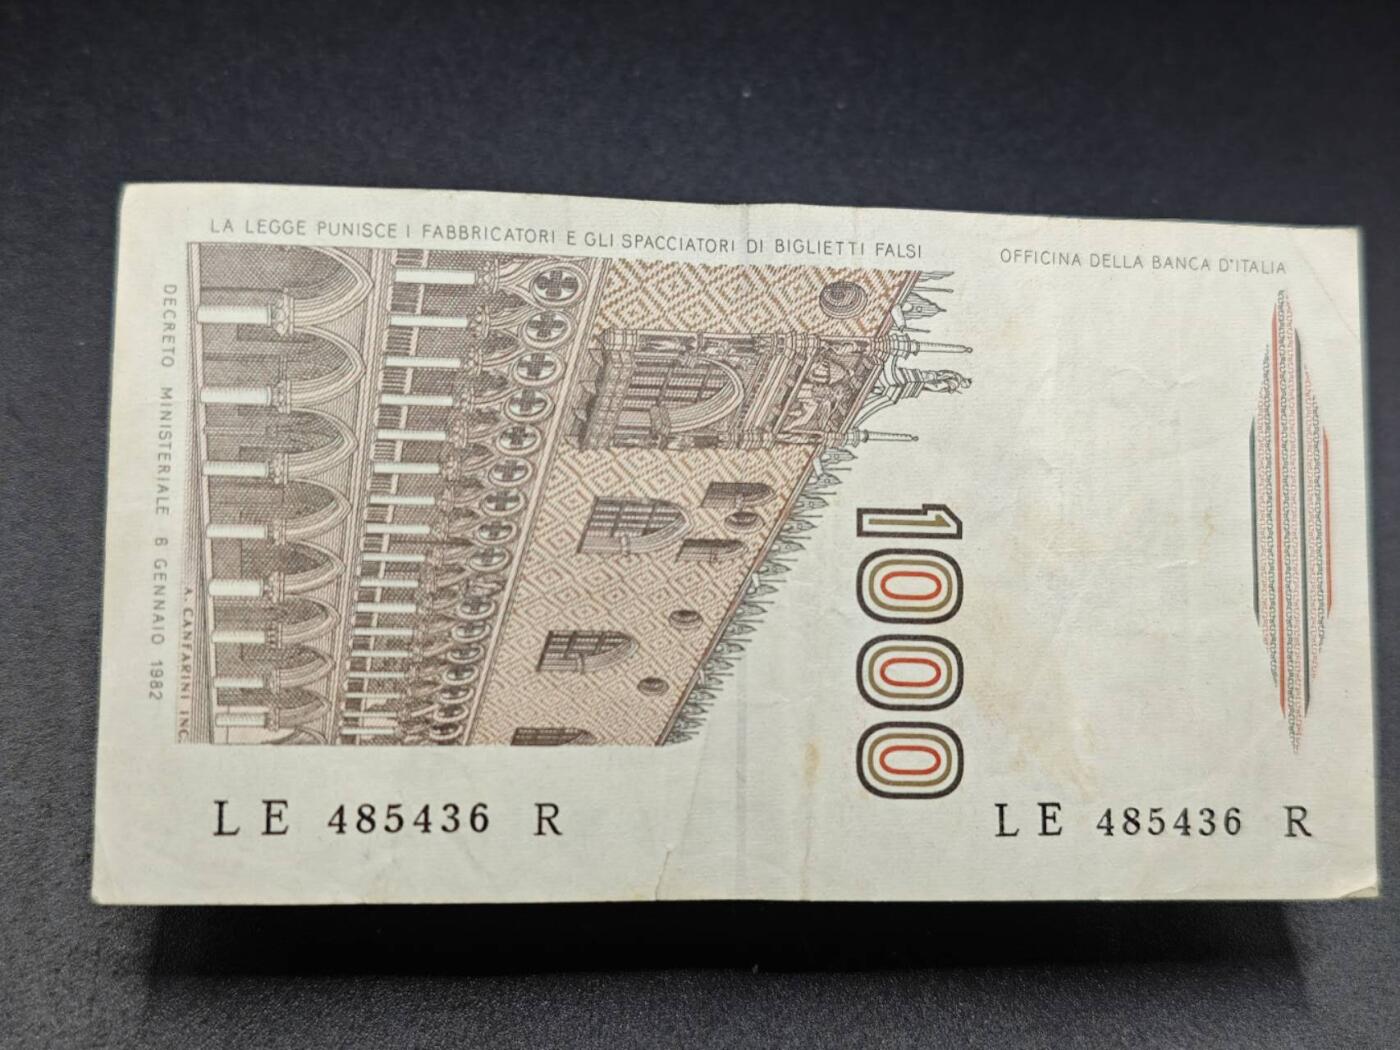 LA LEGGE PUNISCE I FABBRICATORI E GLI SPACCIATORI DI BIGLIETTI FALSI
OFFICINA DELLA BANCA D'ITALIA
DECRETO MINISTERIALE 6 GENNAIO 1982
A. CANFARINI INC.
1000
LE 485436 R
LE 485436 R